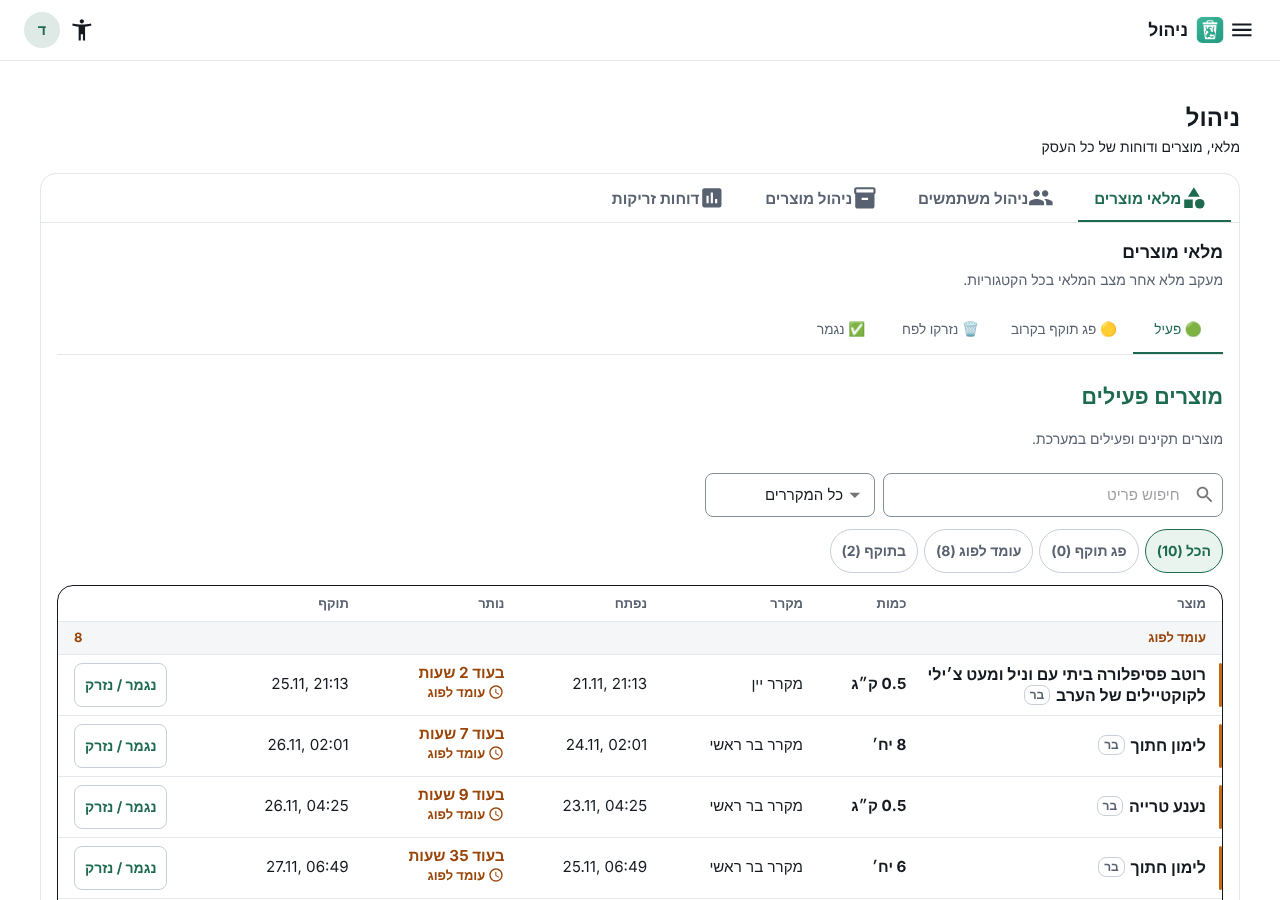 ניהול
ד
ניהול
מלאי, מוצרים ודוחות של כל העסק
מלאי מוצרים
ניהול משתמשים
ניהול מוצרים
דוחות זריקות
מלאי מוצרים
מעקב מלא אחר מצב המלאי בכל הקטגוריות.
🟢 פעיל
🟡 פג תוקף בקרוב
🗑️ נזרקו לפח
✅ נגמר
מוצרים פעילים
מוצרים תקינים ופעילים במערכת.
חיפוש פריט
כל המקררים
הכל (10)
פג תוקף (0)
עומד לפוג (8)
בתוקף (2)
מוצר כמות מקרר נפתח נותר תוקף
עומד לפוג 8
רוטב פסיפלורה ביתי עם וניל ומעט צ׳ילי
לקוקטיילים של הערב בר
0.5 ק״ג
מקרר יין
21.11, 21:13
בעוד 2 שעות
עומד לפוג
25.11, 21:13
נגמר / נזרק
לימון חתוך בר
8 יח׳
מקרר בר ראשי
24.11, 02:01
בעוד 7 שעות
עומד לפוג
26.11, 02:01
נגמר / נזרק
נענע טרייה בר
0.5 ק״ג
מקרר בר ראשי
23.11, 04:25
בעוד 9 שעות
עומד לפוג
26.11, 04:25
נגמר / נזרק
לימון חתוך בר
6 יח׳
מקרר בר ראשי
25.11, 06:49
בעוד 35 שעות
עומד לפוג
27.11, 06:49
נגמר / נזרק